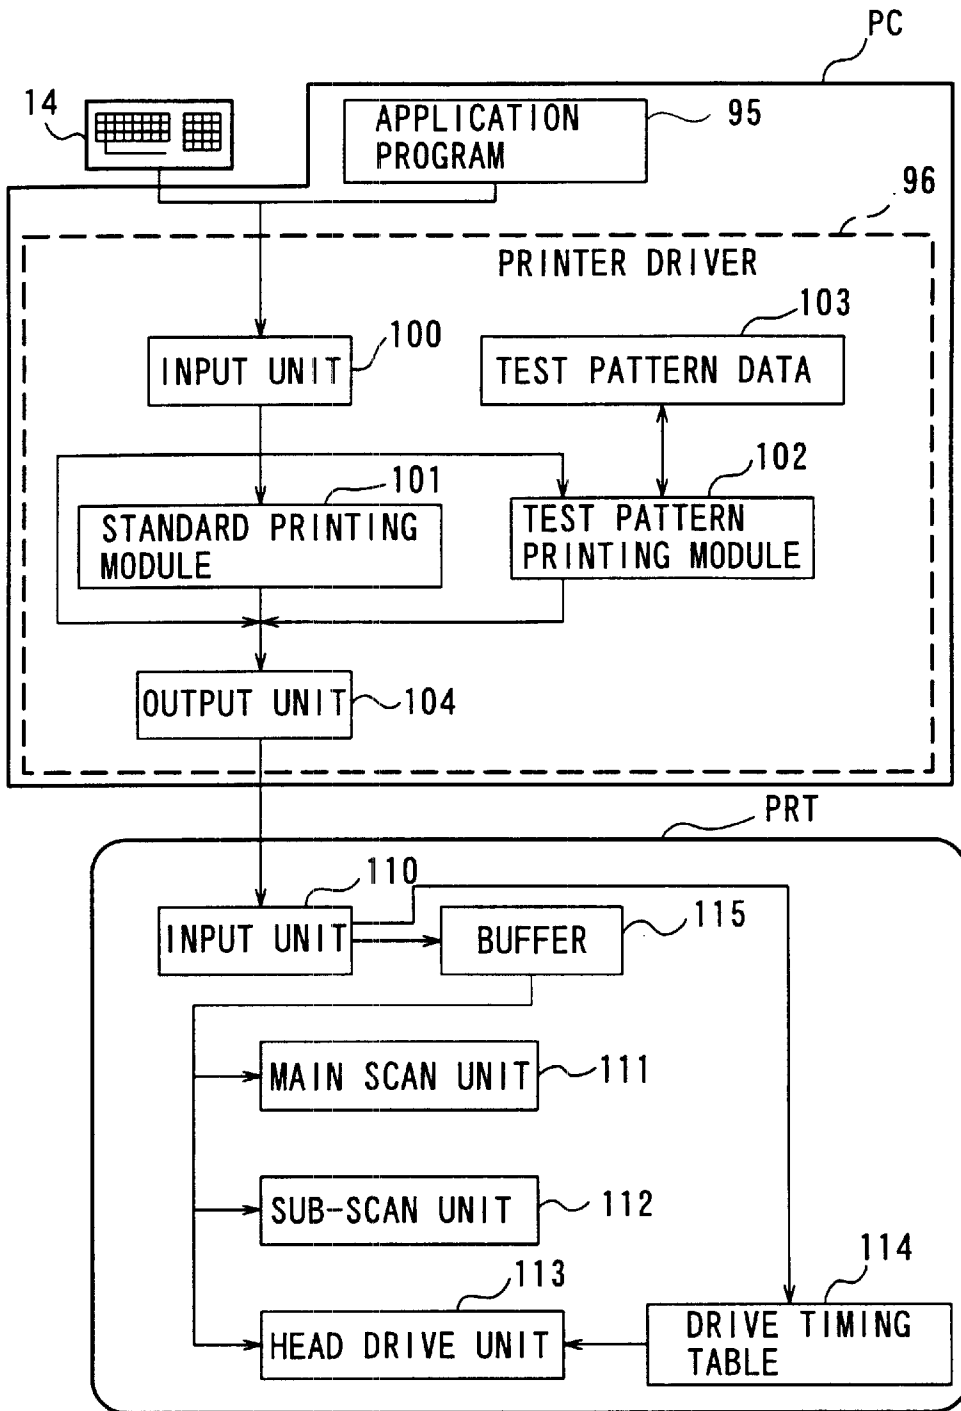 PC
14
APPLICATION
PROGRAM
95
96
PRINTER DRIVER
103
100
INPUT UNIT
TEST PATTERN DATA
101
102
STANDARD PRINTING
MODULE
TEST PATTERN
PRINTING MODULE
OUTPUT UNIT
104
PRT
110
INPUT UNIT
BUFFER
115
MAIN SCAN UNIT
111
SUB-SCAN UNIT
112
113
114
HEAD DRIVE UNIT
DRIVE TIMING
TABLE